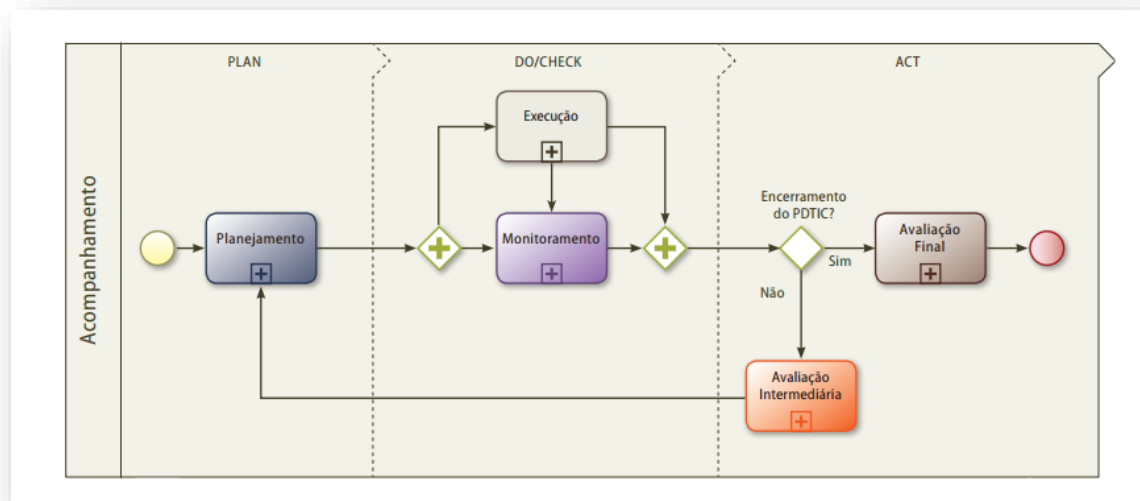 PLAN
DO/CHECK
ACT
Acompanhamento
Execução
Planejamento
Monitoramento
Encerramento
do PDTIC?
Sim
Não
Avaliação
Final
Avaliação
Intermediária